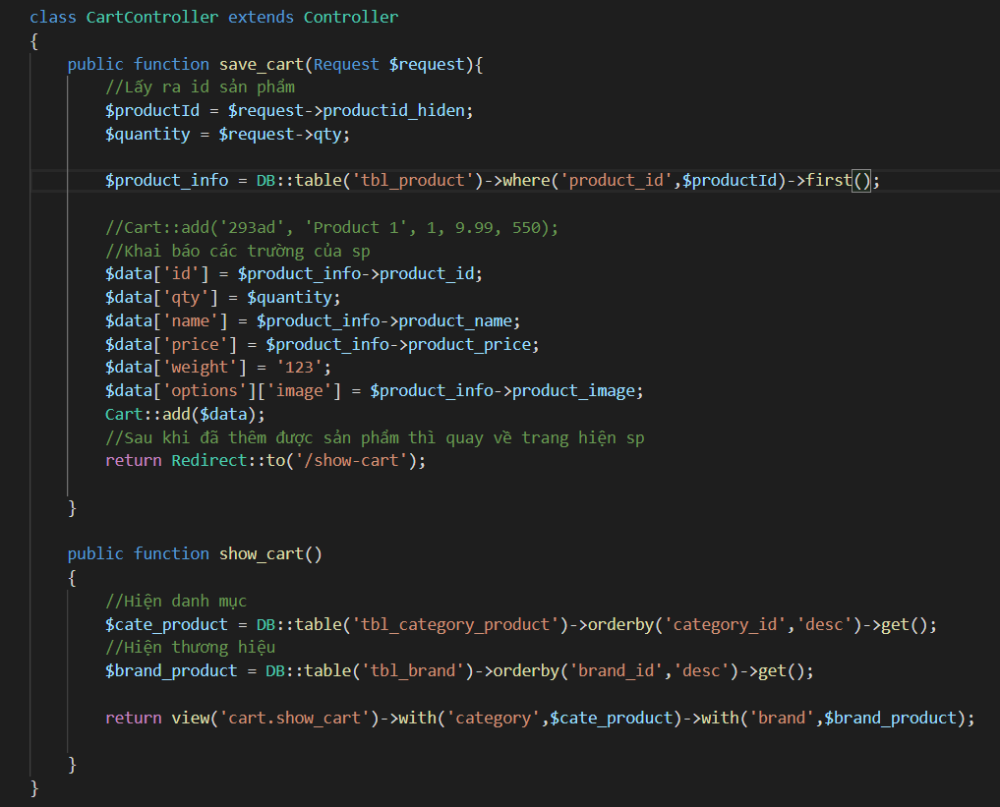 class CartController extends Controller
{
    public function save_cart(Request $request){
        //Lấy ra id sản phẩm
        $productId = $request->productid_hiden;
        $quantity = $request->qty;

        $product_info = DB::table('tbl_product')->where('product_id',$productId)->first();

        //Cart::add('293ad', 'Product 1', 1, 9.99, 550);
        //Khai báo các trường của sp
        $data['id'] = $product_info->product_id;
        $data['qty'] = $quantity;
        $data['name'] = $product_info->product_name;
        $data['price'] = $product_info->product_price;
        $data['weight'] = '123';
        $data['options']['image'] = $product_info->product_image;
        Cart::add($data);
        //Sau khi đã thêm được sản phẩm thì quay về trang hiện sp
        return Redirect::to('/show-cart');

    }

    public function show_cart()
    {
        //Hiện danh mục
        $cate_product = DB::table('tbl_category_product')->orderby('category_id','desc')->get();
        //Hiện thương hiệu
        $brand_product = DB::table('tbl_brand')->orderby('brand_id','desc')->get();

        return view('cart.show_cart')->with('category',$cate_product)->with('brand',$brand_product);

    }
}